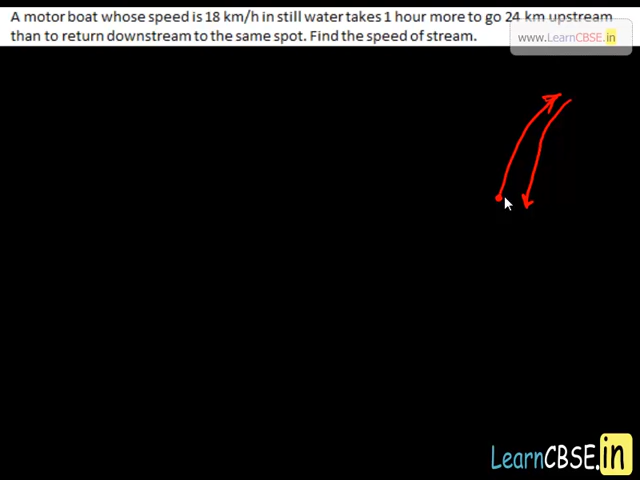 A motor boat whose speed is 18 km/h in still water takes 1 hour more to go 24 km upstream
than to return downstream to the same spot. Find the speed of stream.
www.LearnCBSE.in
LearnCBSE.in